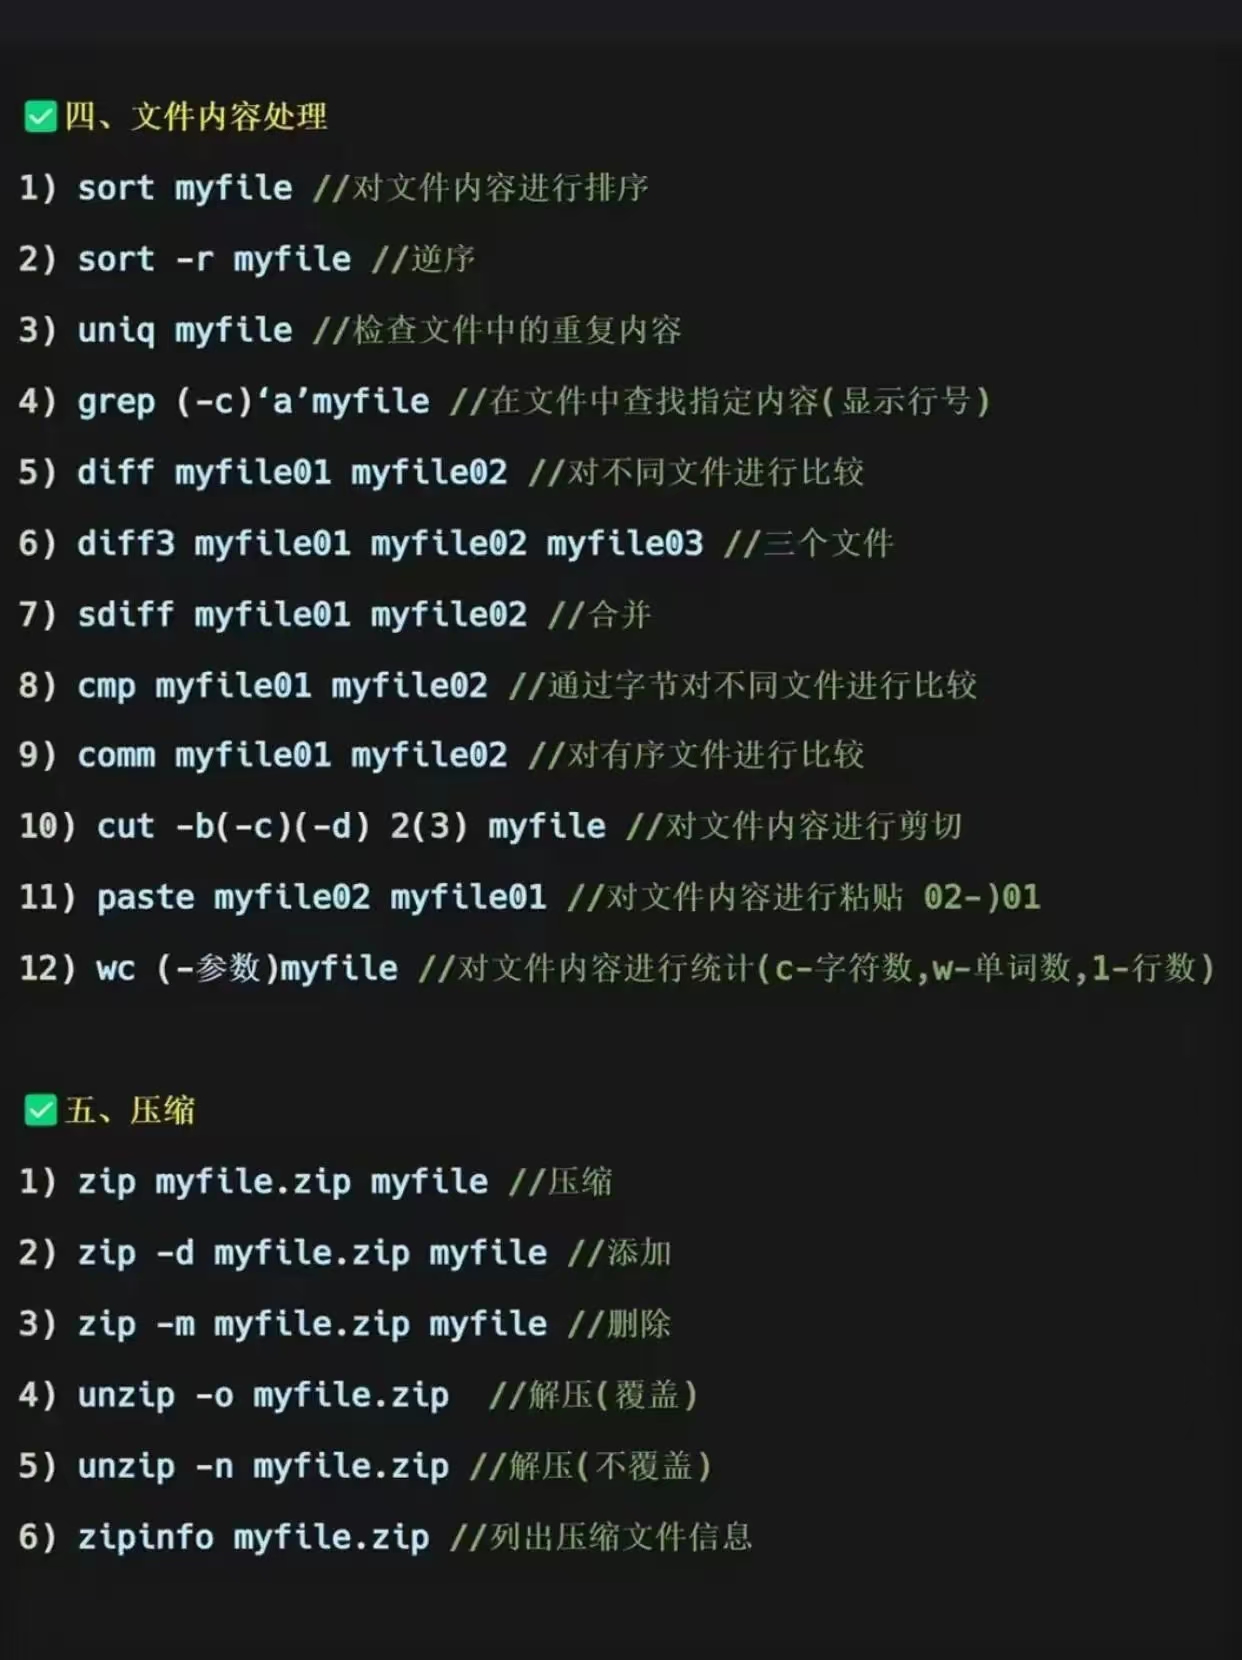 ✅四、文件内容处理
1) sort myfile //对文件内容进行排序
2) sort -r myfile //逆序
3) uniq myfile //检查文件中的重复内容
4) grep (-c)‘a’myfile //在文件中查找指定内容(显示行号)
5) diff myfile01 myfile02 //对不同文件进行比较
6) diff3 myfile01 myfile02 myfile03 //三个文件
7) sdiff myfile01 myfile02 //合并
8) cmp myfile01 myfile02 //通过字节对不同文件进行比较
9) comm myfile01 myfile02 //对有序文件进行比较
10) cut -b(-c)(-d) 2(3) myfile //对文件内容进行剪切
11) paste myfile02 myfile01 //对文件内容进行粘贴 02-)01
12) wc (-参数)myfile //对文件内容进行统计(c-字符数,w-单词数,1-行数)
✅五、压缩
1) zip myfile.zip myfile //压缩
2) zip -d myfile.zip myfile //添加
3) zip -m myfile.zip myfile //删除
4) unzip -o myfile.zip  //解压(覆盖)
5) unzip -n myfile.zip //解压(不覆盖)
6) zipinfo myfile.zip //列出压缩文件信息